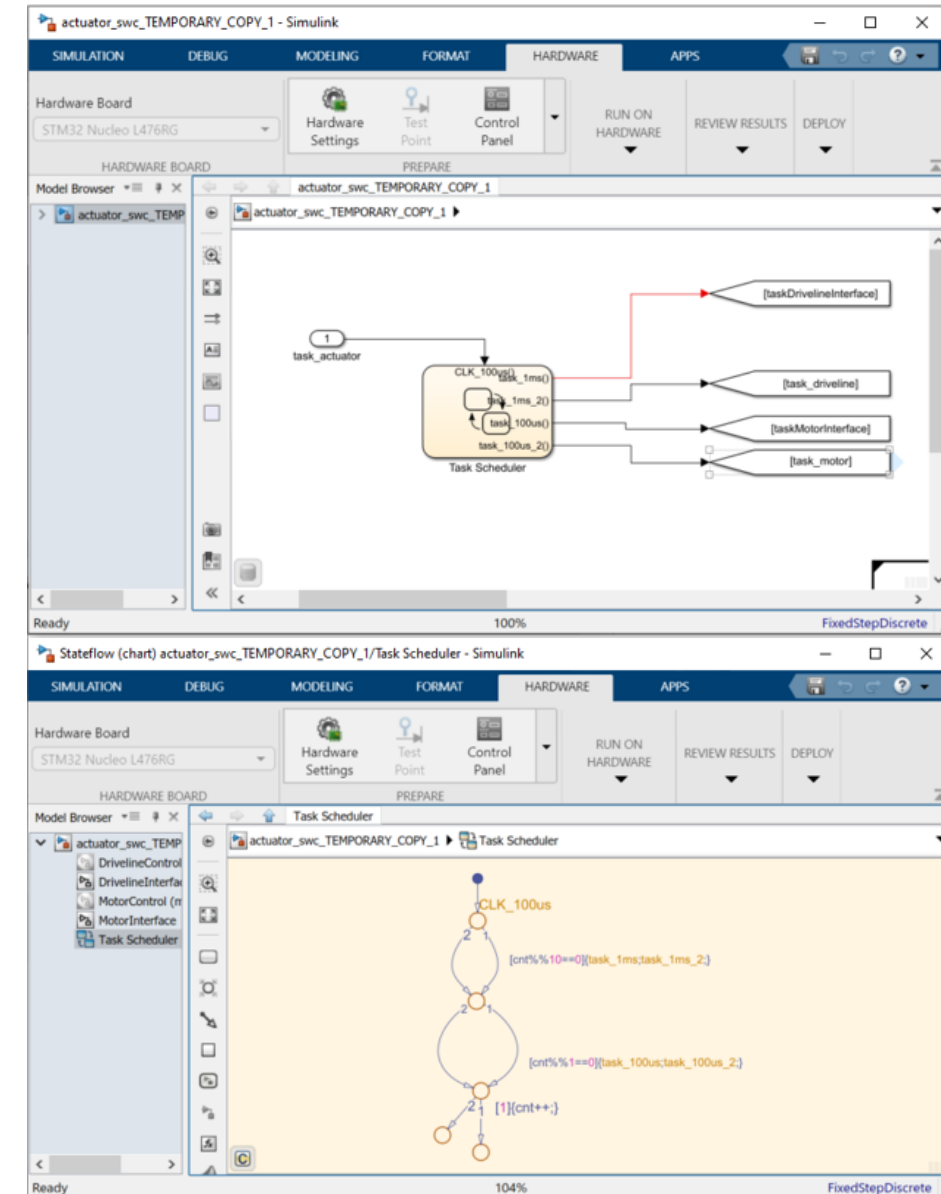 actuator_swc_TEMPORARY_COPY_1 - Simulink
SIMULATION DEBUG MODELING FORMAT HARDWARE APPS
Hardware Board
STM32 Nucleo L476RG
HARDWARE BOARD
Hardware Settings
Test Point
Control Panel
PREPARE
RUN ON HARDWARE
REVIEW RESULTS
DEPLOY
Model Browser
actuator_swc_TEMPORARY_COPY_1
actuator_swc_TEMP
actuator_swc_TEMPORARY_COPY_1
1
task_actuator
CLK_100us()
task_1ms()
task_1ms_2()
task_100us()
task_100us_2()
Task Scheduler
[taskDrivelineInterface]
[task_driveline]
[taskMotorInterface]
[task_motor]
Ready 100% FixedStepDiscrete
Stateflow (chart) actuator_swc_TEMPORARY_COPY_1/Task Scheduler - Simulink
SIMULATION DEBUG MODELING FORMAT HARDWARE APPS
Hardware Board
STM32 Nucleo L476RG
HARDWARE BOARD
Hardware Settings
Test Point
Control Panel
PREPARE
RUN ON HARDWARE
REVIEW RESULTS
DEPLOY
Model Browser
Task Scheduler
actuator_swc_TEMP
DrivelineControl
DrivelineInterfa
MotorControl (m
MotorInterface
Task Scheduler
actuator_swc_TEMPORARY_COPY_1 Task Scheduler
CLK_100us
2 1
[cnt%%10==0]{task_1ms;task_1ms_2;}
2 1
[cnt%%1==0]{task_100us;task_100us_2;}
2 1 [1]{cnt++;}
Ready 104% FixedStepDiscrete